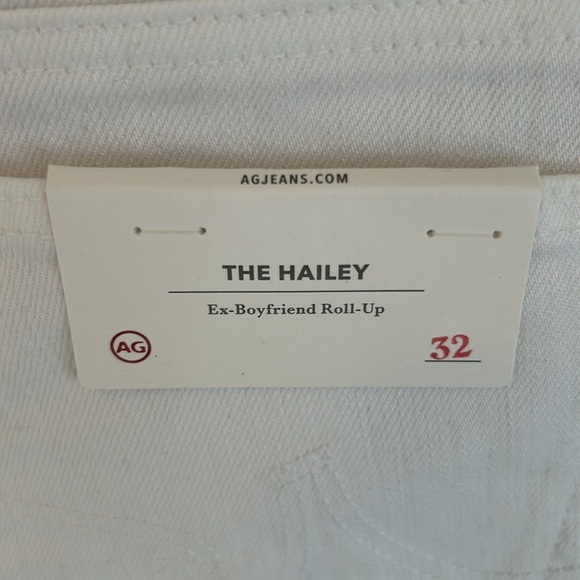 AGJEANS.COM
THE HAILEY
Ex-Boyfriend Roll-Up
AG
32